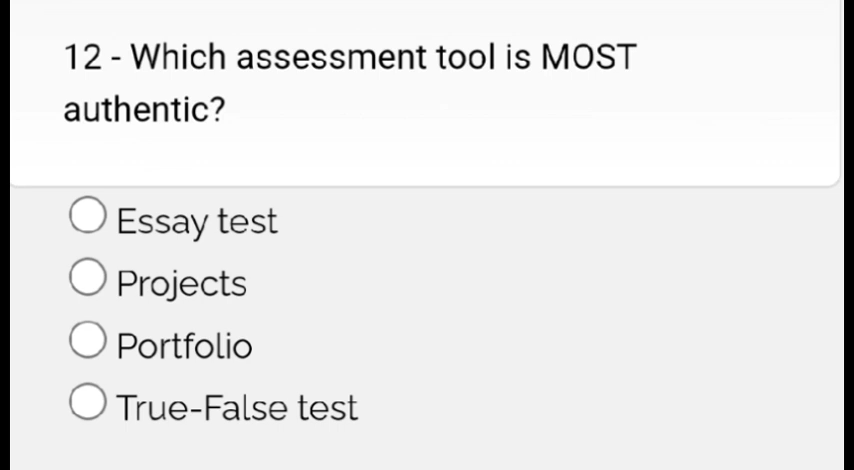 12 - Which assessment tool is MOST
authentic?
Essay test
Projects
Portfolio
True-False test